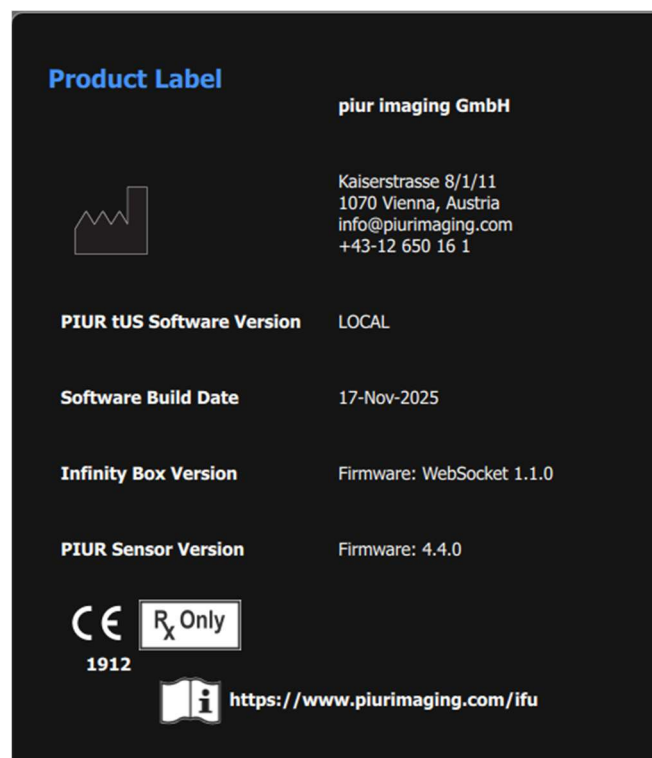 Product Label
piur imaging GmbH
Kaiserstrasse 8/1/11
1070 Vienna, Austria
info@piurimaging.com
+43-12 650 16 1
PIUR tUS Software Version LOCAL
Software Build Date 17-Nov-2025
Infinity Box Version Firmware: WebSocket 1.1.0
PIUR Sensor Version Firmware: 4.4.0
CE Rx Only
1912
i https://www.piurimaging.com/ifu